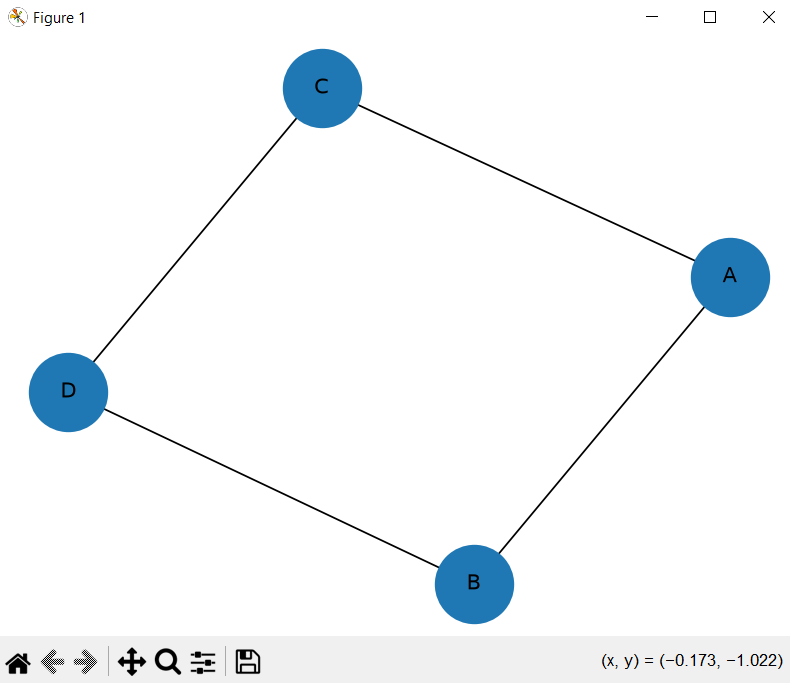 Figure 1
C
A
D
B
(x, y) = (−0.173, −1.022)